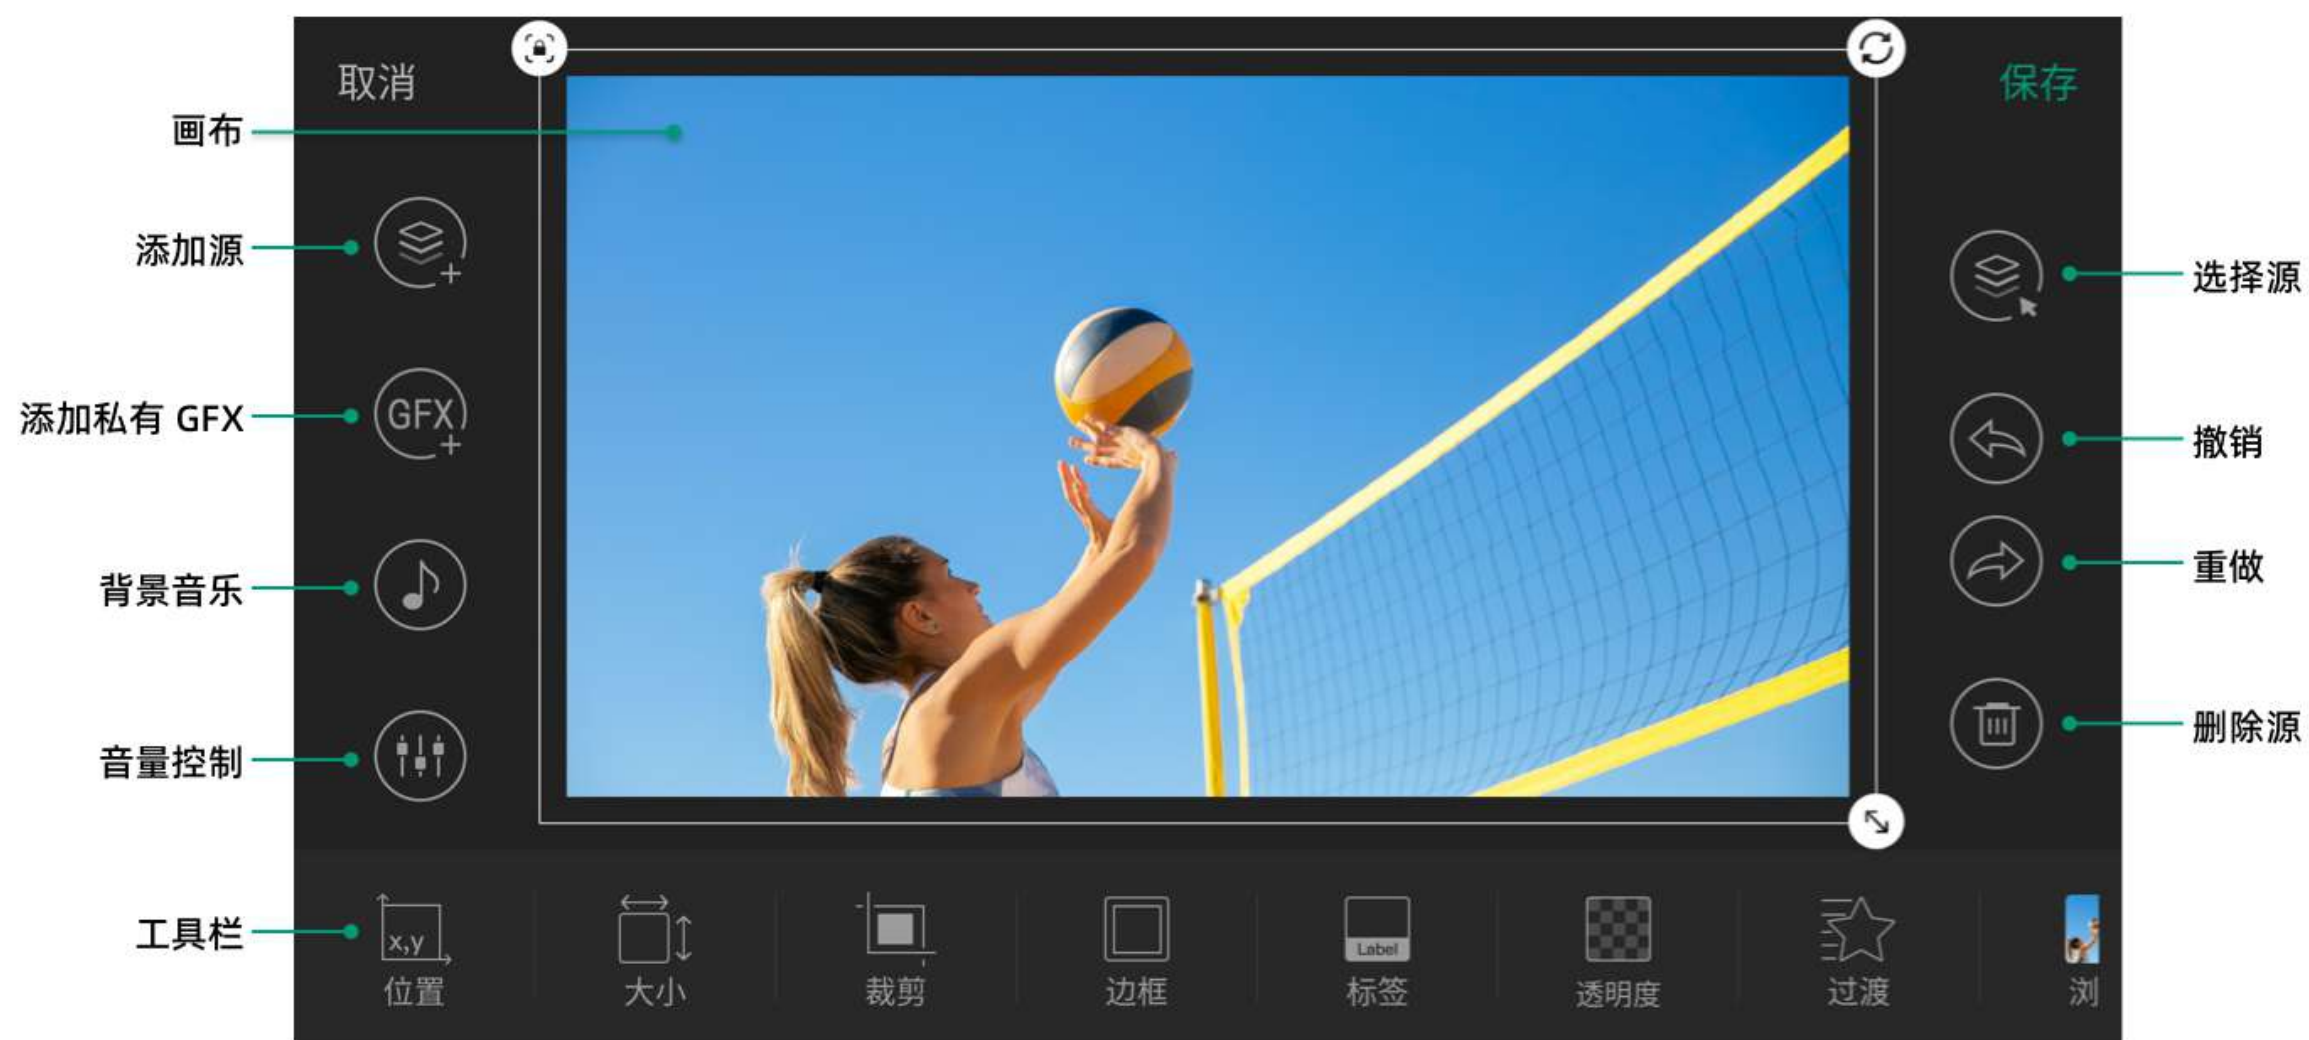 取消
保存
画布
添加源
选择源
添加私有 GFX
GFX
撤销
背景音乐
重做
音量控制
删除源
工具栏
x,y
Label
位置
大小
裁剪
边框
标签
透明度
过渡
浏